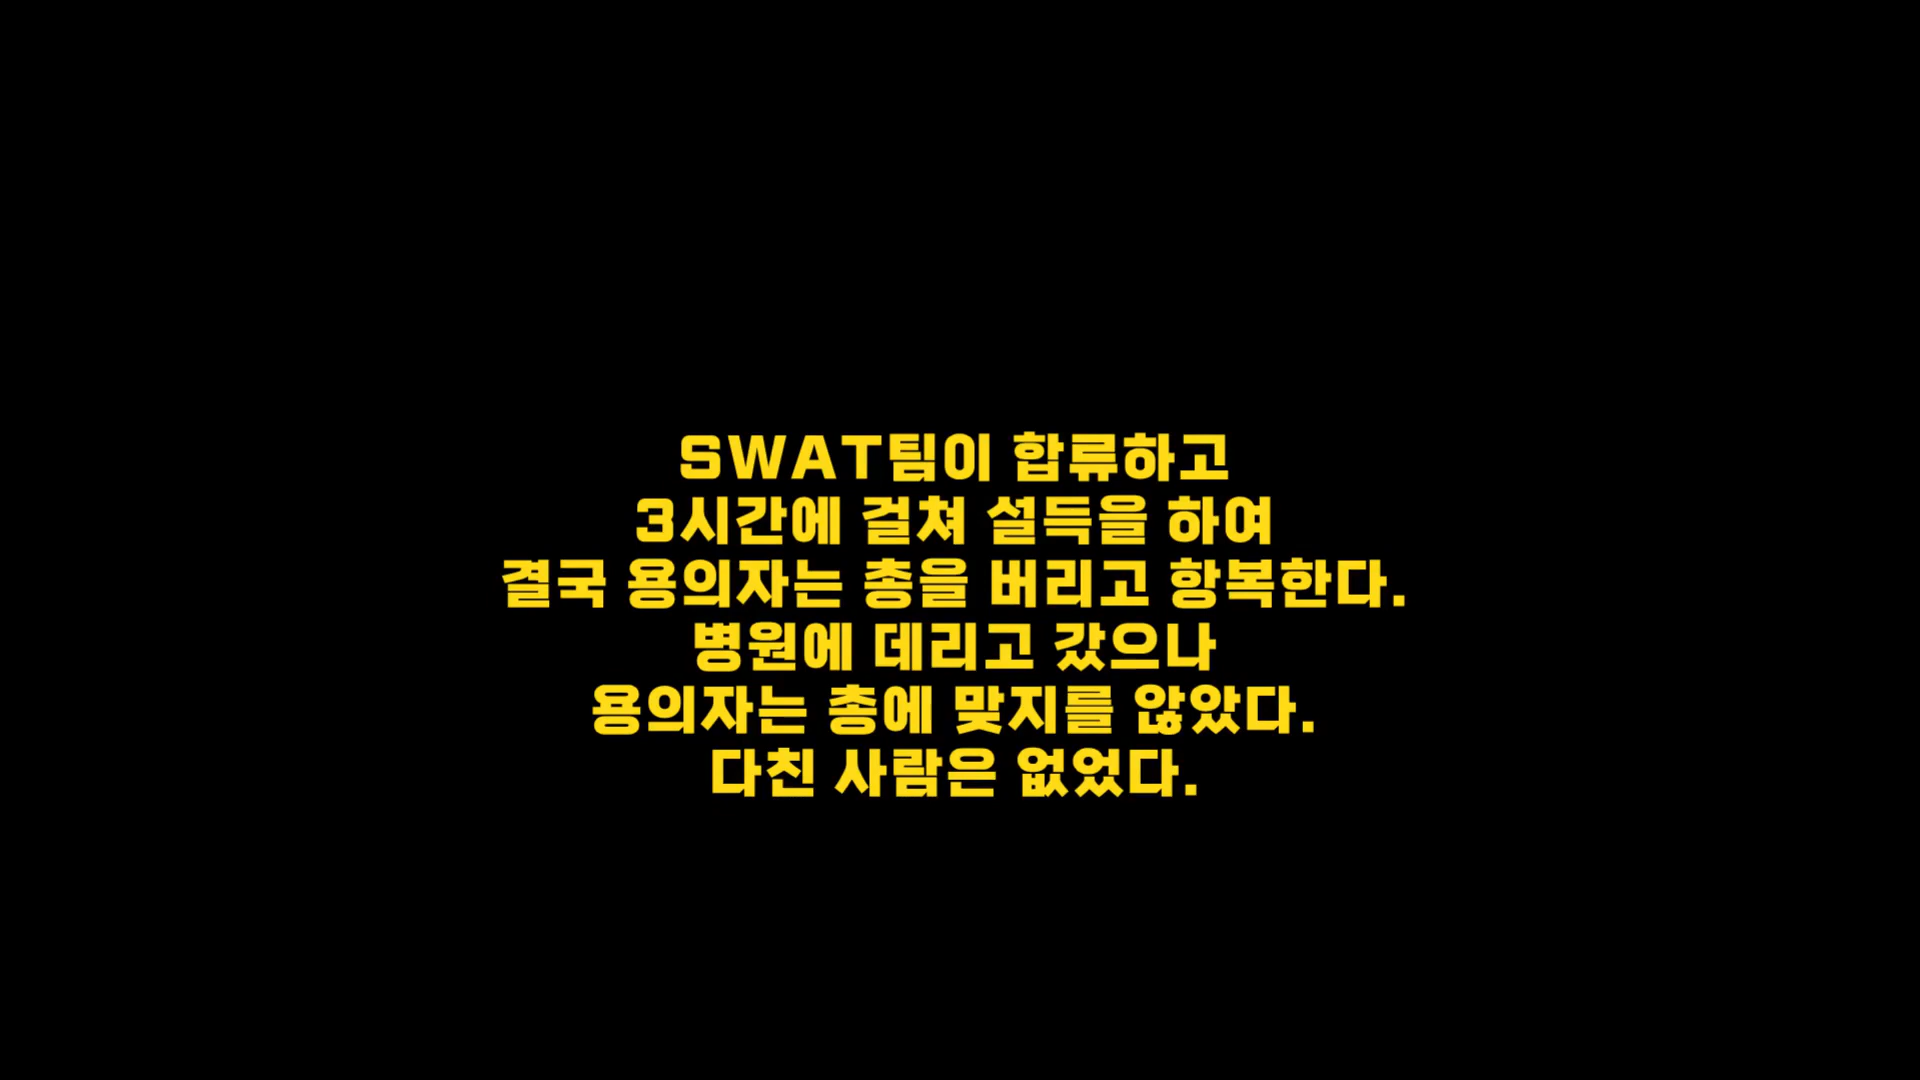 SWAT팀이 합류하고
3시간에 걸쳐 설득을 하여
결국 용의자는 총을 버리고 항복한다.
병원에 데리고 갔으나
용의자는 총에 맞지를 않았다.
다친 사람은 없었다.